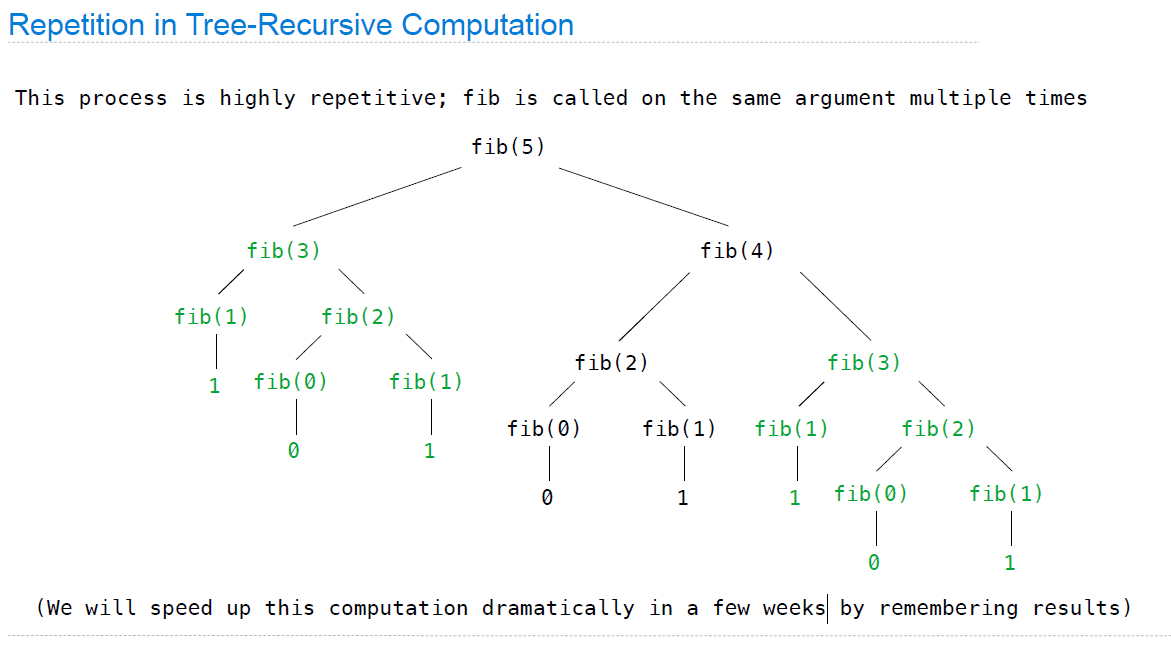 Repetition in Tree-Recursive Computation
This process is highly repetitive; fib is called on the same argument multiple times
fib(5)
fib(3) fib(4)
fib(1) fib(2)
fib(2) fib(3)
1 fib(0) fib(1)
fib(0) fib(1) fib(1) fib(2)
0 1
0 1 1 fib(0) fib(1)
0 1
(We will speed up this computation dramatically in a few weeks by remembering results)